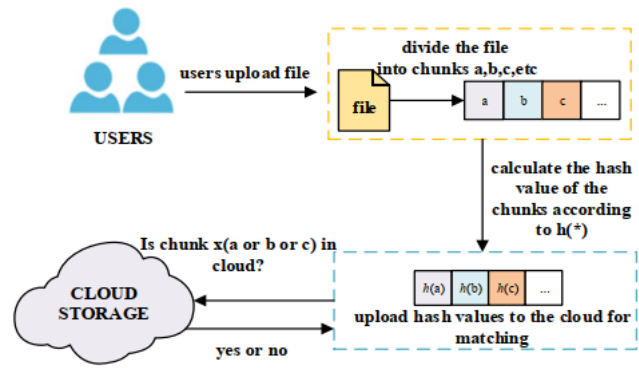 users upload file
USERS
divide the file
into chunks a,b,c,etc
file
a b c ...
calculate the hash
value of the
chunks according
to h(*)
Is chunk x(a or b or c) in
cloud?
CLOUD
STORAGE
yes or no
h(a) h(b) h(c) ...
upload hash values to the cloud for
matching